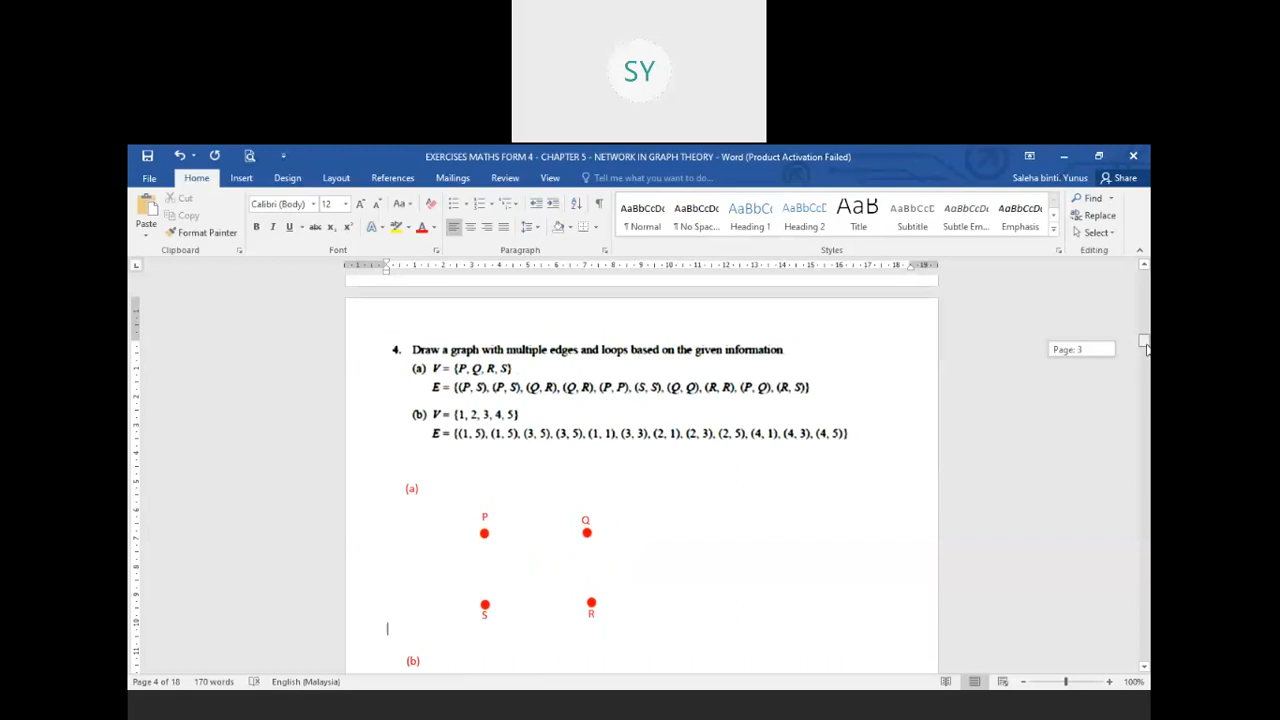 SY
EXERCISES MATHS FORM 4 - CHAPTER 5 - NETWORK IN GRAPH THEORY - Word (Product Activation Failed)
Saleha binti. Yunus
Share
File Home Insert Design Layout References Mailings Review View Tell me what you want to do...
Paste
Cut
Copy
Format Painter
Clipboard
Calibri (Body) 12
Font
Paragraph
AaBbCcDc AaBbCcDc AaBbCc AaBbCcC AaB AaBbCcC AaBbCcDc AaBbCcDc
¶ Normal ¶ No Spac... Heading 1 Heading 2 Title Subtitle Subtle Em... Emphasis
Styles
Find
Replace
Select
Editing
Page: 3
4. Draw a graph with multiple edges and loops based on the given information
(a) V = {P, Q, R, S}
E = {(P, S), (P, S), (Q, R), (Q, R), (P, P), (S, S), (Q, Q), (R, R), (P, Q), (R, S)}
(b) V = {1, 2, 3, 4, 5}
E = {(1, 5), (1, 5), (3, 5), (3, 5), (1, 1), (3, 3), (2, 1), (2, 3), (2, 5), (4, 1), (4, 3), (4, 5)}
(a)
P
Q
S
R
(b)
Page 4 of 18 170 words English (Malaysia) 100%